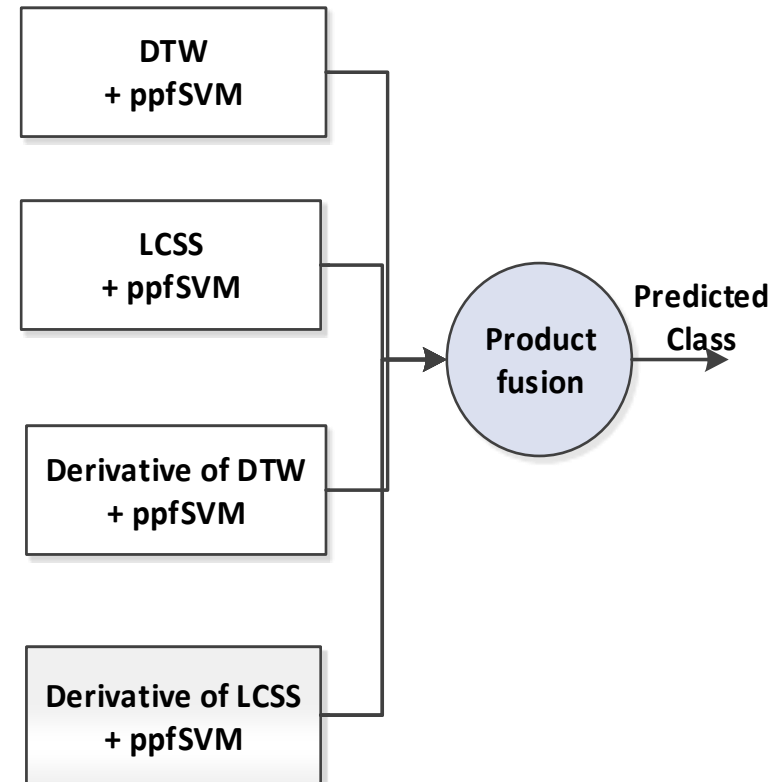 DTW
+ ppfSVM
LCSS
+ ppfSVM
Derivative of DTW
+ ppfSVM
Derivative of LCSS
+ ppfSVM
Product
fusion
Predicted
Class